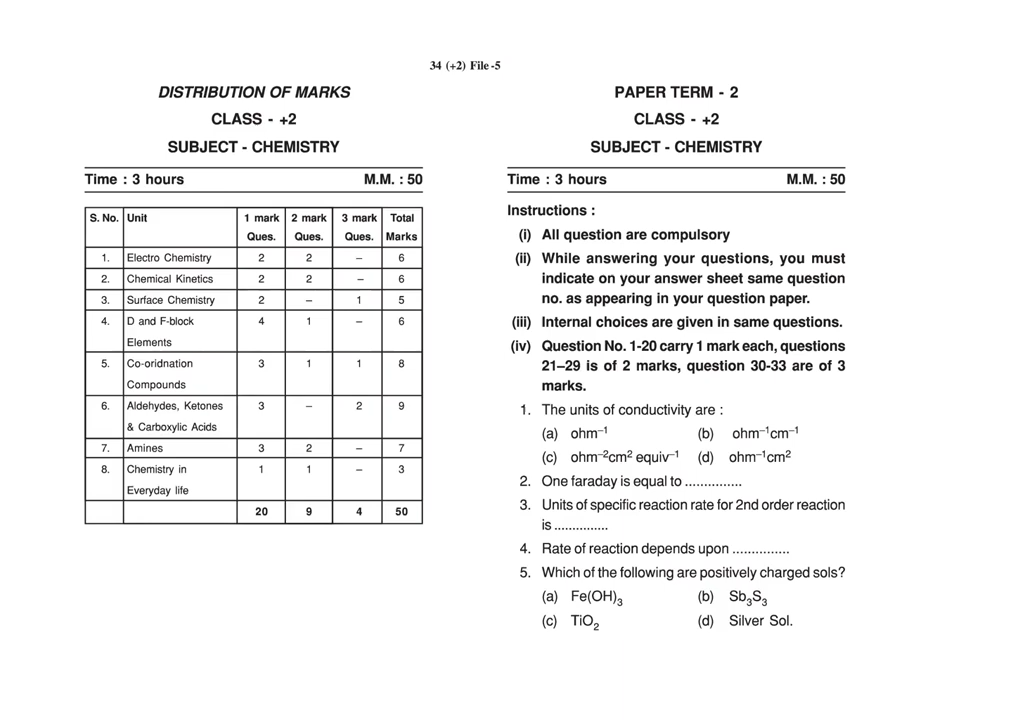 34 (+2) File -5
DISTRIBUTION OF MARKS
CLASS - +2
SUBJECT - CHEMISTRY
Time : 3 hours M.M. : 50
S. No. Unit 1 mark 2 mark 3 mark Total
Ques. Ques. Ques. Marks
1. Electro Chemistry 2 2 – 6
2. Chemical Kinetics 2 2 – 6
3. Surface Chemistry 2 – 1 5
4. D and F-block 4 1 – 6
Elements
5. Co-oridnation 3 1 1 8
Compounds
6. Aldehydes, Ketones 3 – 2 9
& Carboxylic Acids
7. Amines 3 2 – 7
8. Chemistry in 1 1 – 3
Everyday life
20 9 4 50
PAPER TERM - 2
CLASS - +2
SUBJECT - CHEMISTRY
Time : 3 hours M.M. : 50
Instructions :
(i) All question are compulsory
(ii) While answering your questions, you must
indicate on your answer sheet same question
no. as appearing in your question paper.
(iii) Internal choices are given in same questions.
(iv) Question No. 1-20 carry 1 mark each, questions
21–29 is of 2 marks, question 30-33 are of 3
marks.
1. The units of conductivity are :
(a) ohm⁻¹ (b) ohm⁻¹cm⁻¹
(c) ohm⁻²cm² equiv⁻¹ (d) ohm⁻¹cm²
2. One faraday is equal to ...............
3. Units of specific reaction rate for 2nd order reaction
is ...............
4. Rate of reaction depends upon ...............
5. Which of the following are positively charged sols?
(a) Fe(OH)₃ (b) Sb₃S₃
(c) TiO₂ (d) Silver Sol.